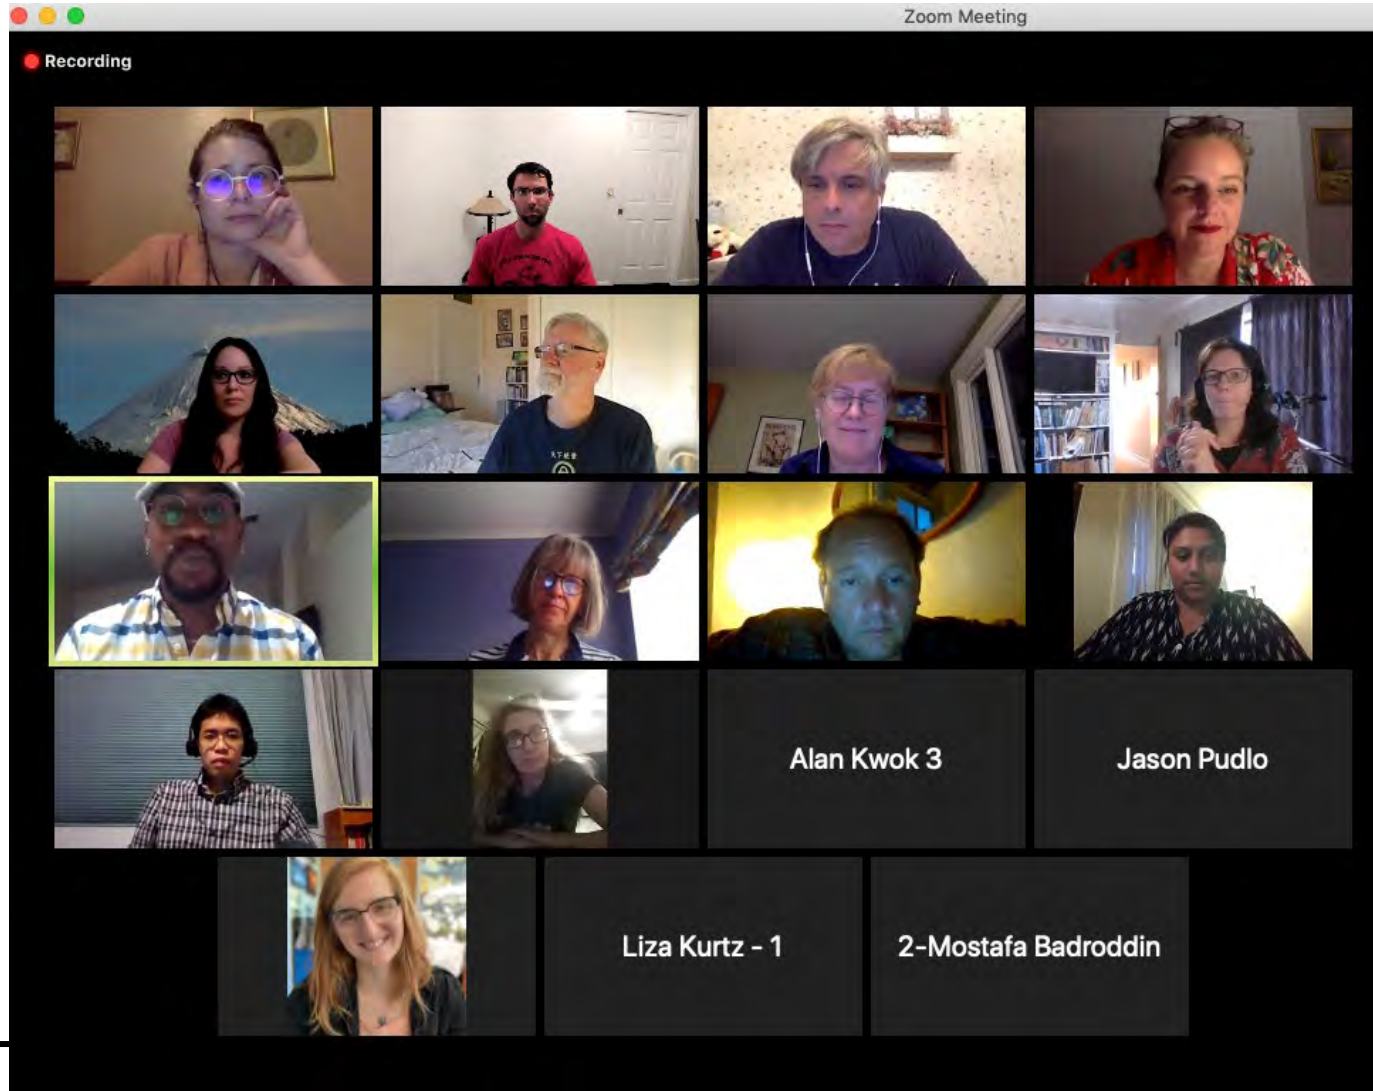 Zoom Meeting
Recording
Alan Kwok 3
Jason Pudlo
Liza Kurtz - 1
2-Mostafa Badroddin